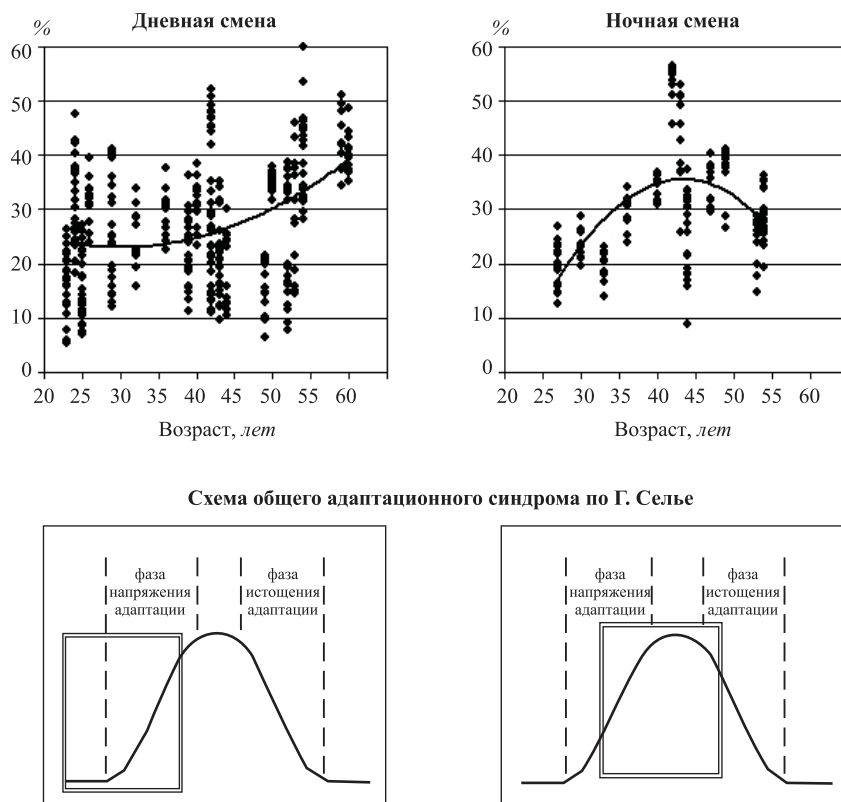 Дневная смена
%
60
50
40
30
20
10
0
20 25 30 35 40 45 50 55 60
Возраст, лет
Ночная смена
%
60
50
40
30
20
10
0
20 25 30 35 40 45 50 55 60
Возраст, лет
Схема общего адаптационного синдрома по Г. Селье
фаза
напряжения
адаптации
фаза
истощения
адаптации
фаза
напряжения
адаптации
фаза
истощения
адаптации